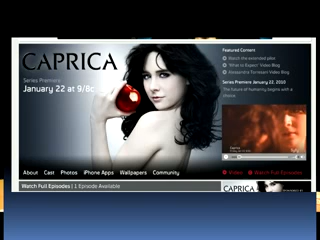 CAPRICA
Series Premiere
January 22 at 9/8c
Featured Content
Watch the extended pilot
"What to Expect" Video Blog
Alessandra Torresani Video Blog
Series Premiere January 22, 2010
The future of humanity begins with a
choice.
Caprica
About Cast Photos iPhone Apps Wallpapers Community
Video Watch Full Episodes
Watch Full Episodes | 1 Episode Available
CAPRICA